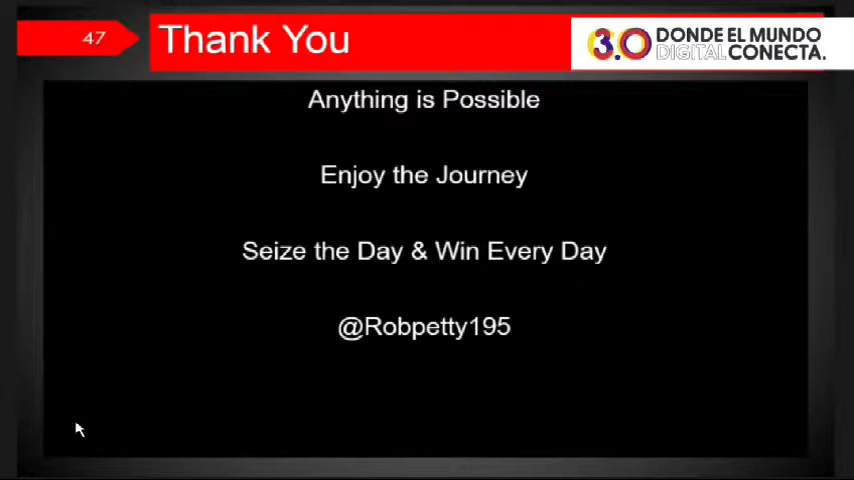 47
Thank You
3.0
DONDE EL MUNDO
DIGITAL CONECTA.
Anything is Possible
Enjoy the Journey
Seize the Day & Win Every Day
@Robpetty195